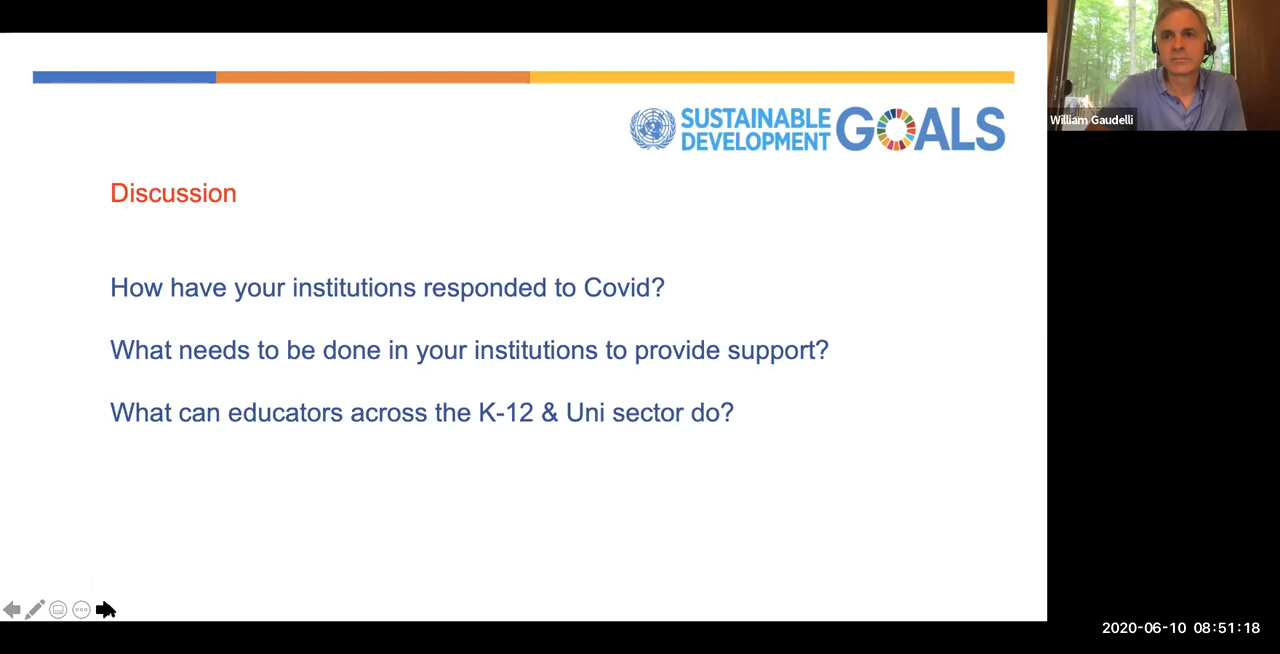 SUSTAINABLE
DEVELOPMENT
GOALS
William Gaudelli
Discussion
How have your institutions responded to Covid?
What needs to be done in your institutions to provide support?
What can educators across the K-12 & Uni sector do?
2020-06-10 08:51:18